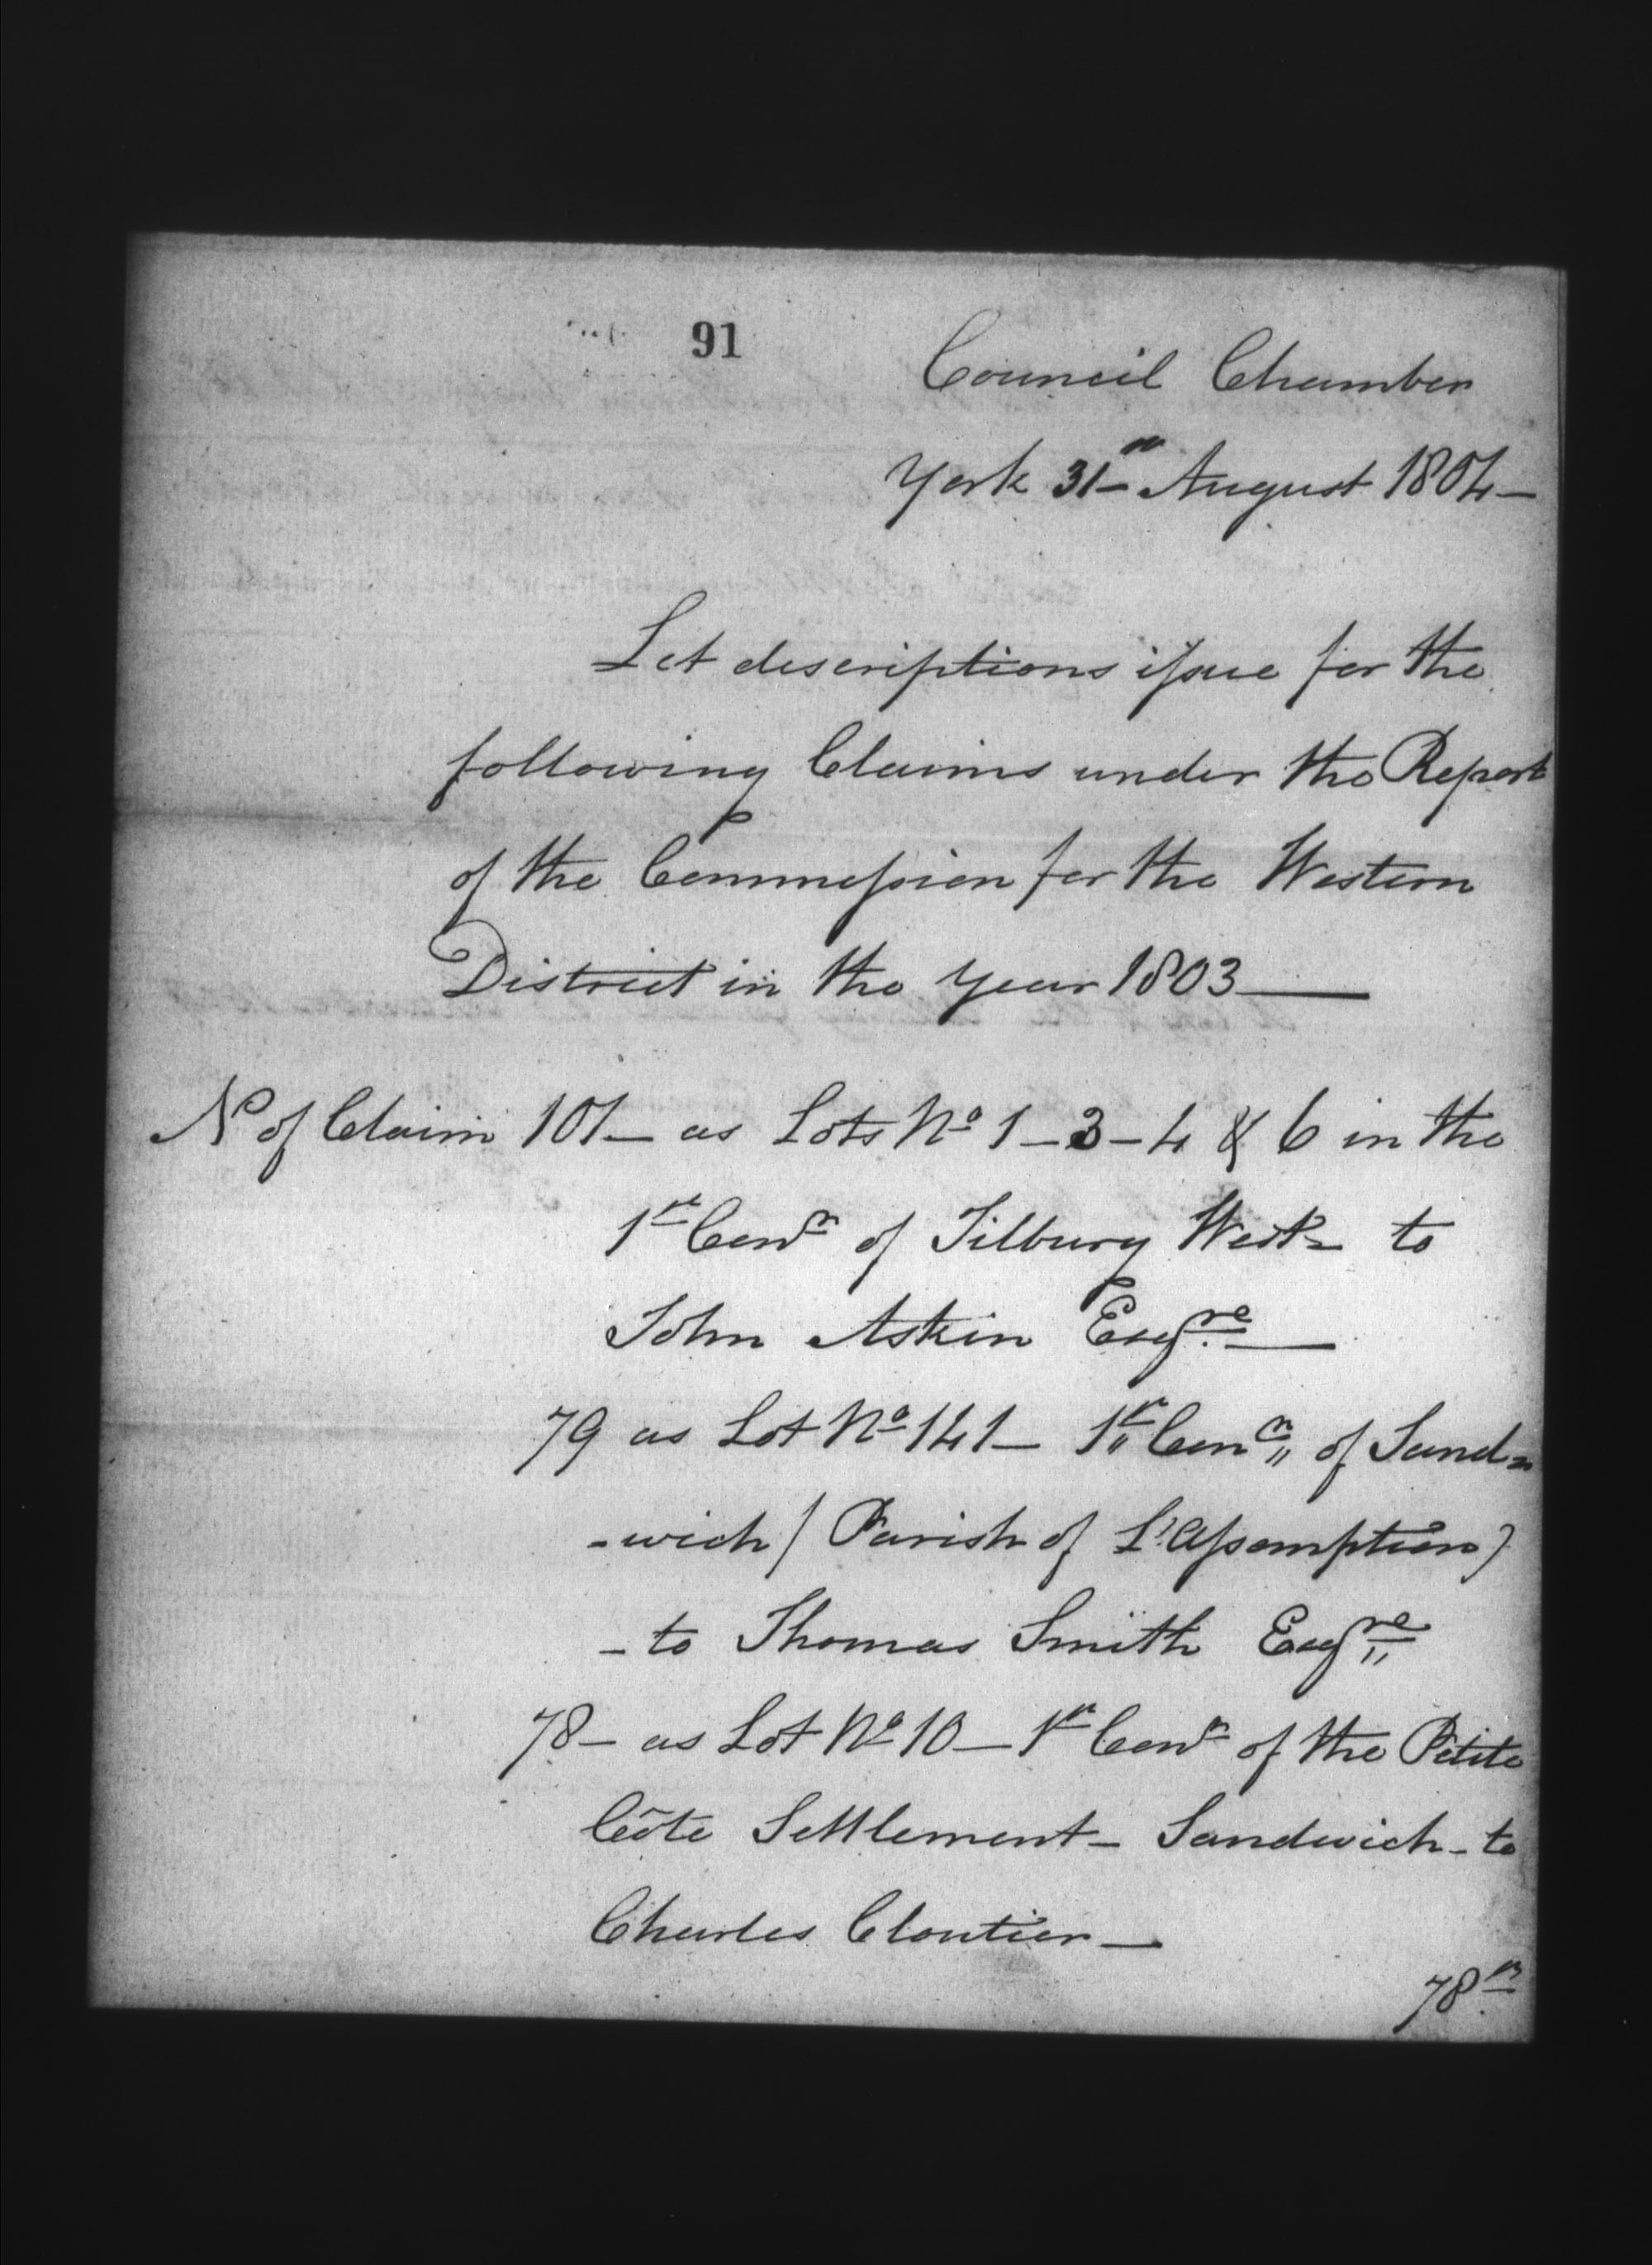 91
Council Chamber
York 31st August 1804—
Let descriptions issue for the
following Claims under the Report
of the Commission for the Western
District in the year 1803—
No of Claim 101— as Lots No 1–3–4 & 6 in the
1st Conn of Tilbury West– to
John Askin Esqre—
79 as Lot No 141— 1st Conn of Sand=
-wich (Parish of L'Assomption)
- to Thomas Smith Esqre
78— as Lot No 10— 1st Conn of the Petite
Côte Settlement– Sandwich– to
Charles Cloutier—
78th